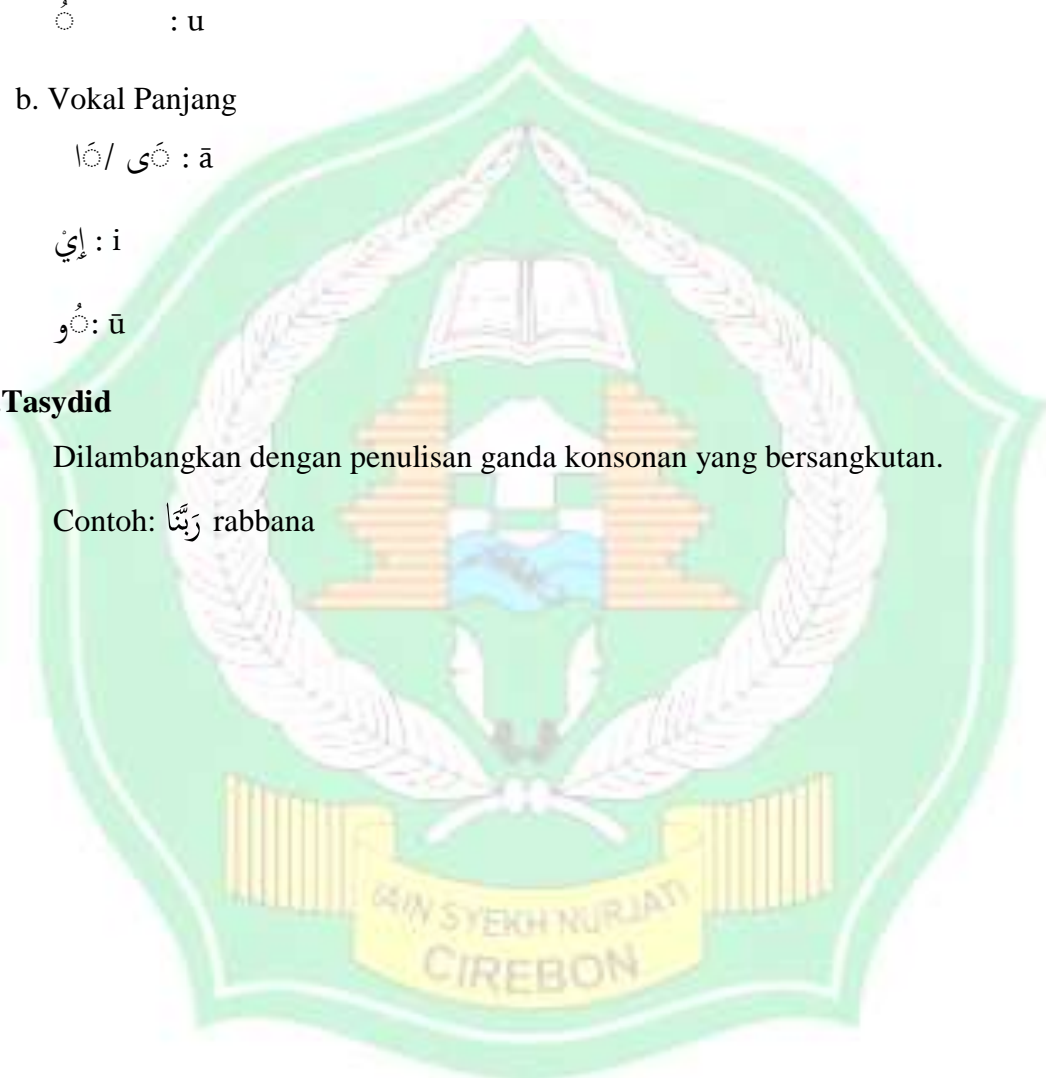 ُ : u
b. Vokal Panjang
َا/ َى : ā
إِيْ : i
ُو: ū
Tasydid
Dilambangkan dengan penulisan ganda konsonan yang bersangkutan.
Contoh: رَبَّنَا rabbana
IAIN SYEKH NURJATI
CIREBON